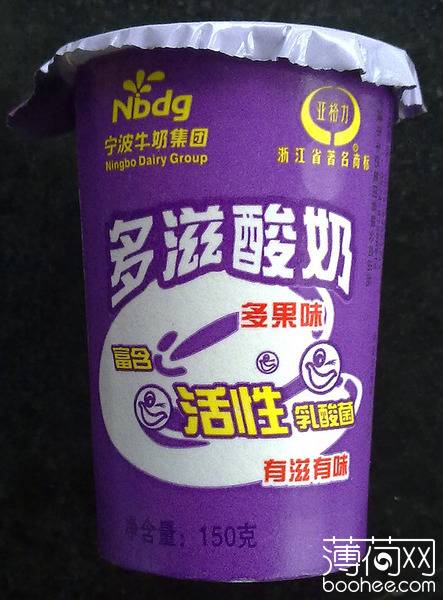 Nbdg
宁波牛奶集团
Ningbo Dairy Group
亚松力
浙江省著名商标
多滋酸奶
多果味
富含
活性
乳酸菌
有滋有味
净含量：150克
薄荷网
boohee.com